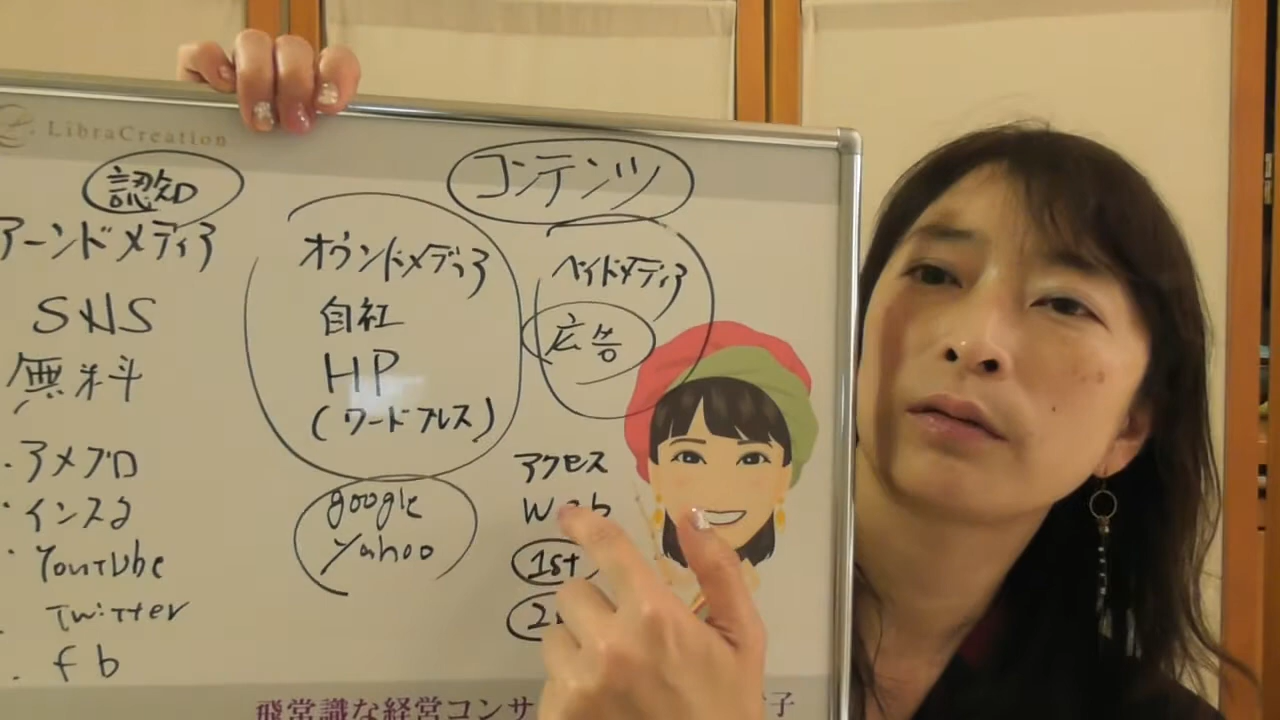 LibraCreation
認知
コンテンツ
アーンドメディア
SNS
無料
・アメブロ
・インスタ
・YouTube
・Twitter
・fb
オウンドメディア
自社
HP
(ワードプレス)
google
Yahoo
ペイドメディア
広告
アクセス
Web
1st
飛常識な経営コンサ
子